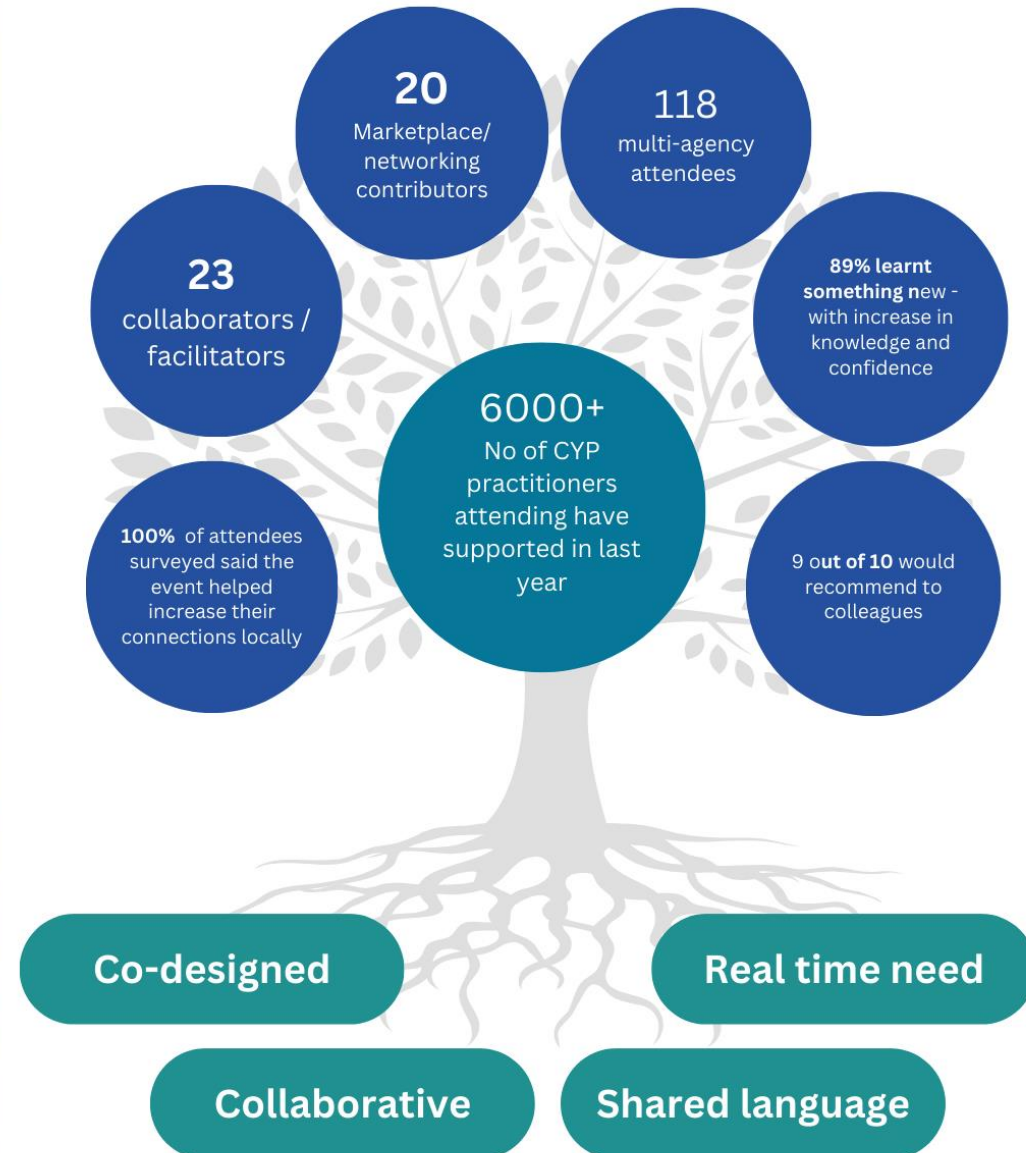 20
Marketplace/
networking
contributors
118
multi-agency
attendees
23
collaborators /
facilitators
89% learnt
something new -
with increase in
knowledge and
confidence
6000+
No of CYP
practitioners
attending have
supported in last
year
100% of attendees
surveyed said the
event helped
increase their
connections locally
9 out of 10 would
recommend to
colleagues
Co-designed
Real time need
Collaborative
Shared language